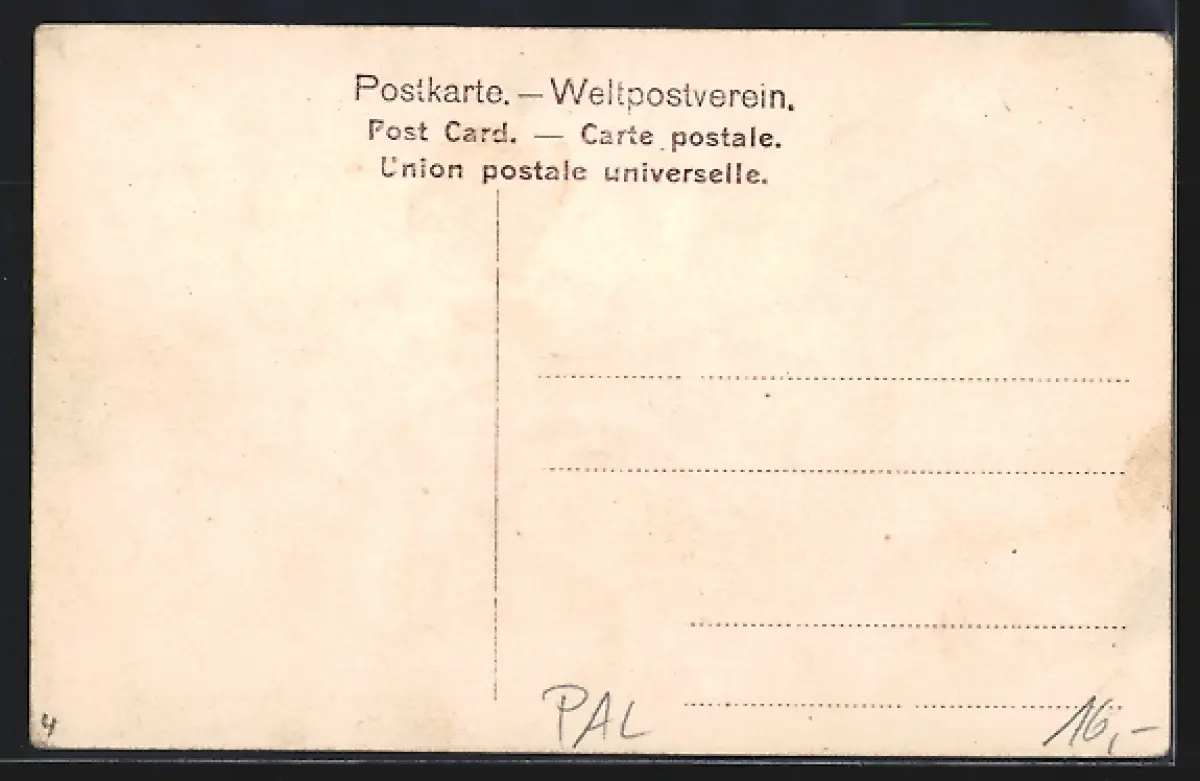 Postkarte. — Weltpostverein.
Post Card. — Carte postale.
Union postale universelle.
PAL
16,-
4